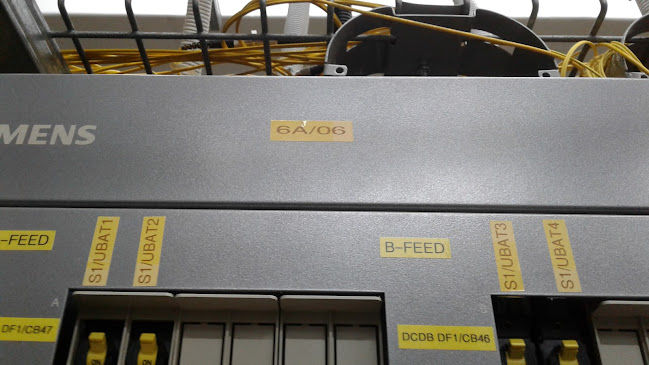 MENS
6A/06
-FEED
S1/UBAT1
S1/UBAT2
B-FEED
S1/UBAT3
S1/UBAT4
A
DF1/CB47
DCDB DF1/CB46